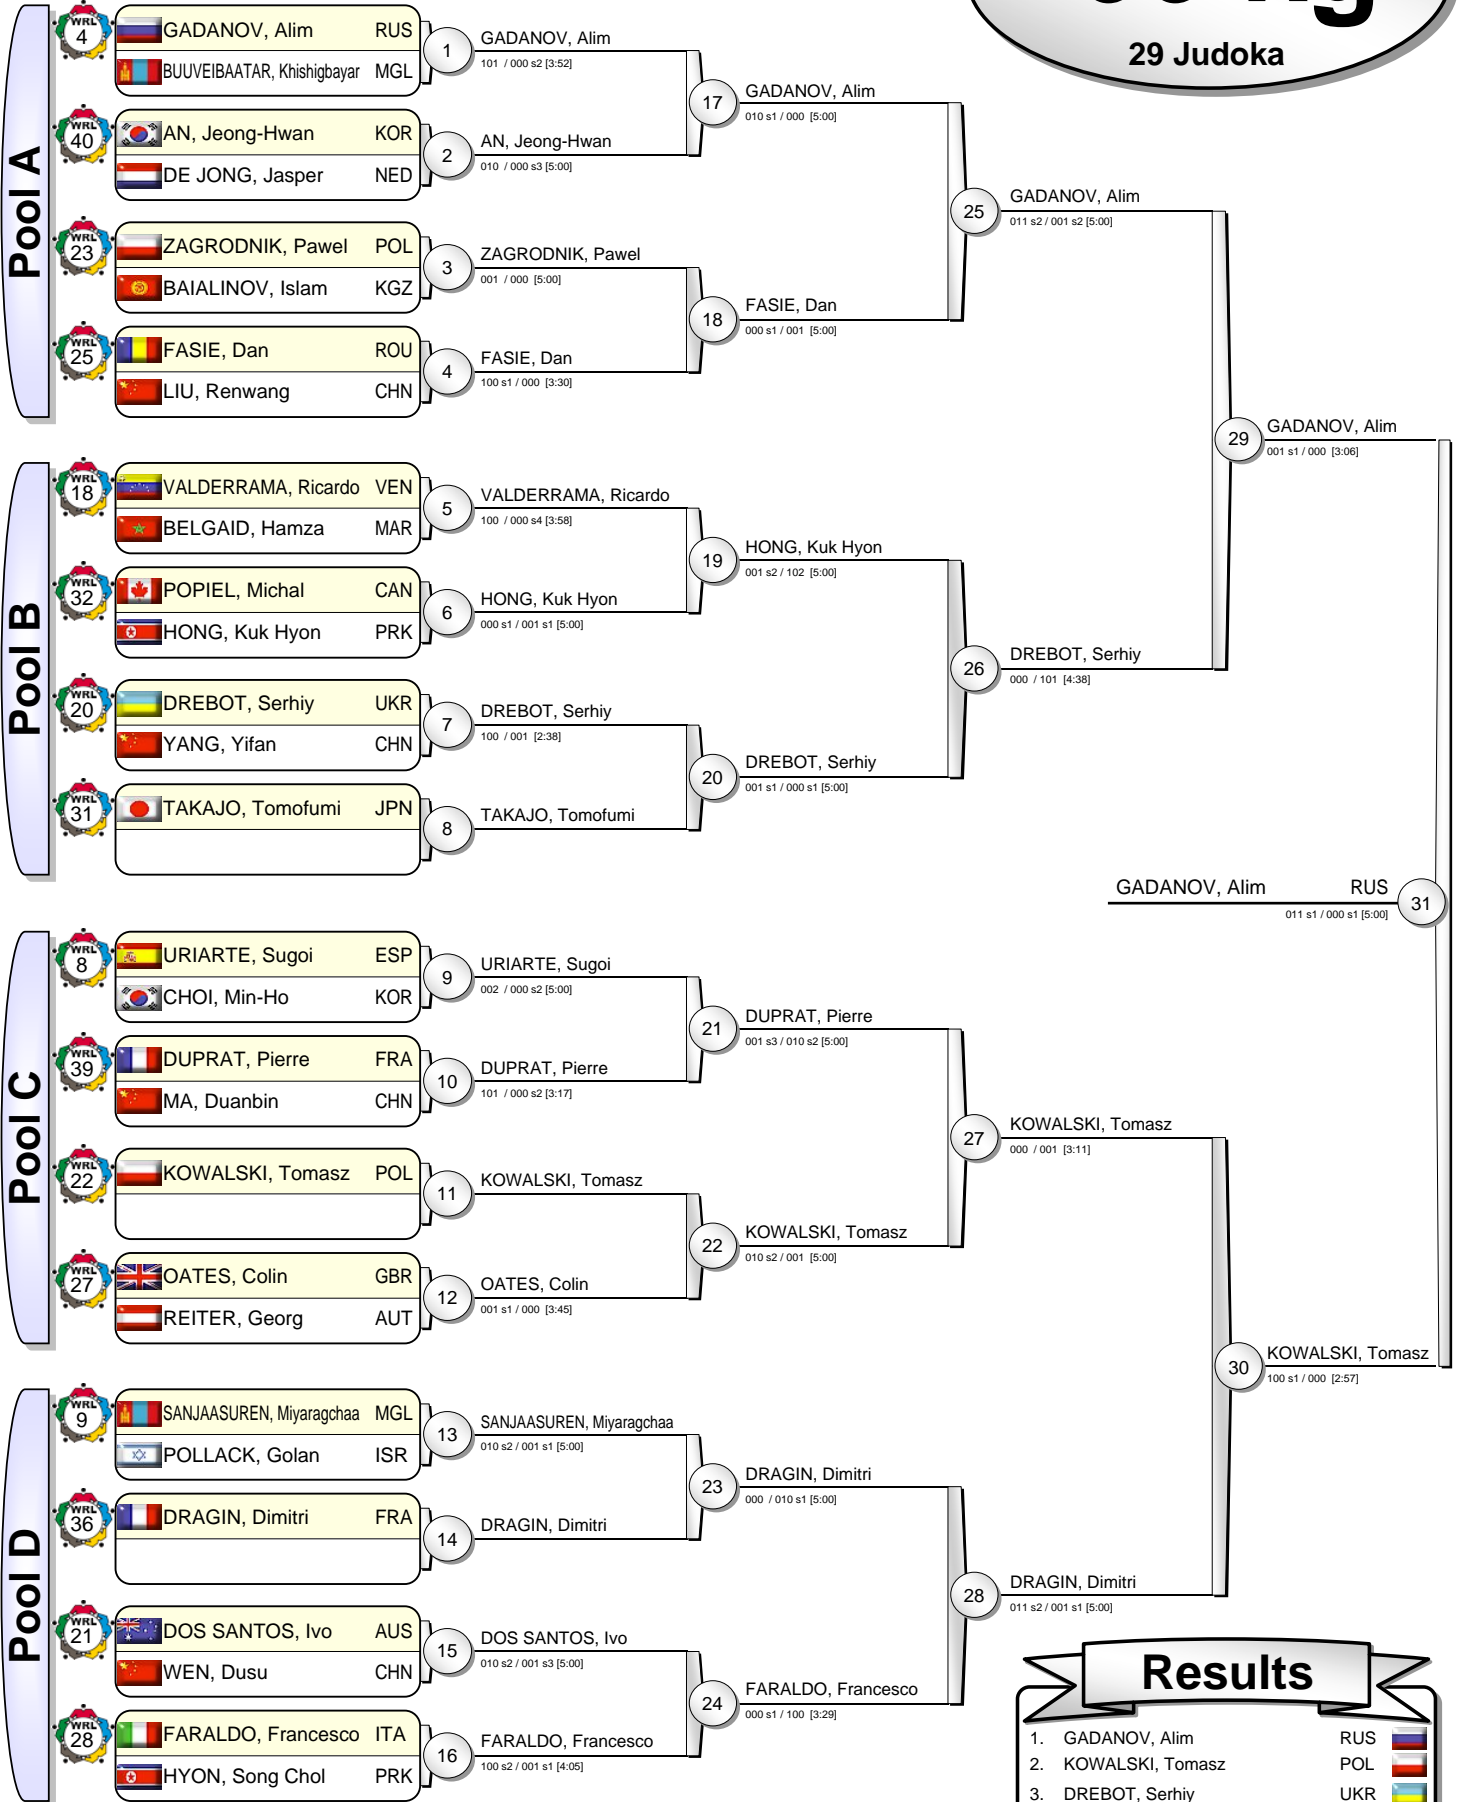 29 Judoka
Pool A
WRL
4
GADANOV, Alim RUS
BUUVEIBAATAR, Khishigbayar MGL
1
GADANOV, Alim
101 / 000 s2 [3:52]
WRL
40
AN, Jeong-Hwan KOR
DE JONG, Jasper NED
2
AN, Jeong-Hwan
010 / 000 s3 [5:00]
17
GADANOV, Alim
010 s1 / 000 [5:00]
WRL
23
ZAGRODNIK, Pawel POL
BAIALINOV, Islam KGZ
3
ZAGRODNIK, Pawel
001 / 000 [5:00]
WRL
25
FASIE, Dan ROU
LIU, Renwang CHN
4
FASIE, Dan
100 s1 / 000 [3:30]
18
FASIE, Dan
000 s1 / 001 [5:00]
25
GADANOV, Alim
011 s2 / 001 s2 [5:00]
Pool B
WRL
18
VALDERRAMA, Ricardo VEN
BELGAID, Hamza MAR
5
VALDERRAMA, Ricardo
100 / 000 s4 [3:58]
WRL
32
POPIEL, Michal CAN
HONG, Kuk Hyon PRK
6
HONG, Kuk Hyon
000 s1 / 001 s1 [5:00]
19
HONG, Kuk Hyon
001 s2 / 102 [5:00]
WRL
20
DREBOT, Serhiy UKR
YANG, Yifan CHN
7
DREBOT, Serhiy
100 / 001 [2:38]
WRL
31
TAKAJO, Tomofumi JPN
8
TAKAJO, Tomofumi
20
DREBOT, Serhiy
001 s1 / 000 s1 [5:00]
26
DREBOT, Serhiy
000 / 101 [4:38]
29
GADANOV, Alim
001 s1 / 000 [3:06]
GADANOV, Alim RUS
011 s1 / 000 s1 [5:00]
31
Pool C
WRL
8
URIARTE, Sugoi ESP
CHOI, Min-Ho KOR
9
URIARTE, Sugoi
002 / 000 s2 [5:00]
WRL
39
DUPRAT, Pierre FRA
MA, Duanbin CHN
10
DUPRAT, Pierre
101 / 000 s2 [3:17]
21
DUPRAT, Pierre
001 s3 / 010 s2 [5:00]
WRL
22
KOWALSKI, Tomasz POL
11
KOWALSKI, Tomasz
WRL
27
OATES, Colin GBR
REITER, Georg AUT
12
OATES, Colin
001 s1 / 000 [3:45]
22
KOWALSKI, Tomasz
010 s2 / 001 [5:00]
27
KOWALSKI, Tomasz
000 / 001 [3:11]
Pool D
WRL
9
SANJAASUREN, Miyaragchaa MGL
POLLACK, Golan ISR
13
SANJAASUREN, Miyaragchaa
010 s2 / 001 s1 [5:00]
WRL
36
DRAGIN, Dimitri FRA
14
DRAGIN, Dimitri
23
DRAGIN, Dimitri
000 / 010 s1 [5:00]
WRL
21
DOS SANTOS, Ivo AUS
WEN, Dusu CHN
15
DOS SANTOS, Ivo
010 s2 / 001 s3 [5:00]
WRL
28
FARALDO, Francesco ITA
HYON, Song Chol PRK
16
FARALDO, Francesco
100 s2 / 001 s1 [4:05]
24
FARALDO, Francesco
000 s1 / 100 [3:29]
28
DRAGIN, Dimitri
011 s2 / 001 s1 [5:00]
30
KOWALSKI, Tomasz
100 s1 / 000 [2:57]
Results
1. GADANOV, Alim RUS
2. KOWALSKI, Tomasz POL
3. DREBOT, Serhiy UKR